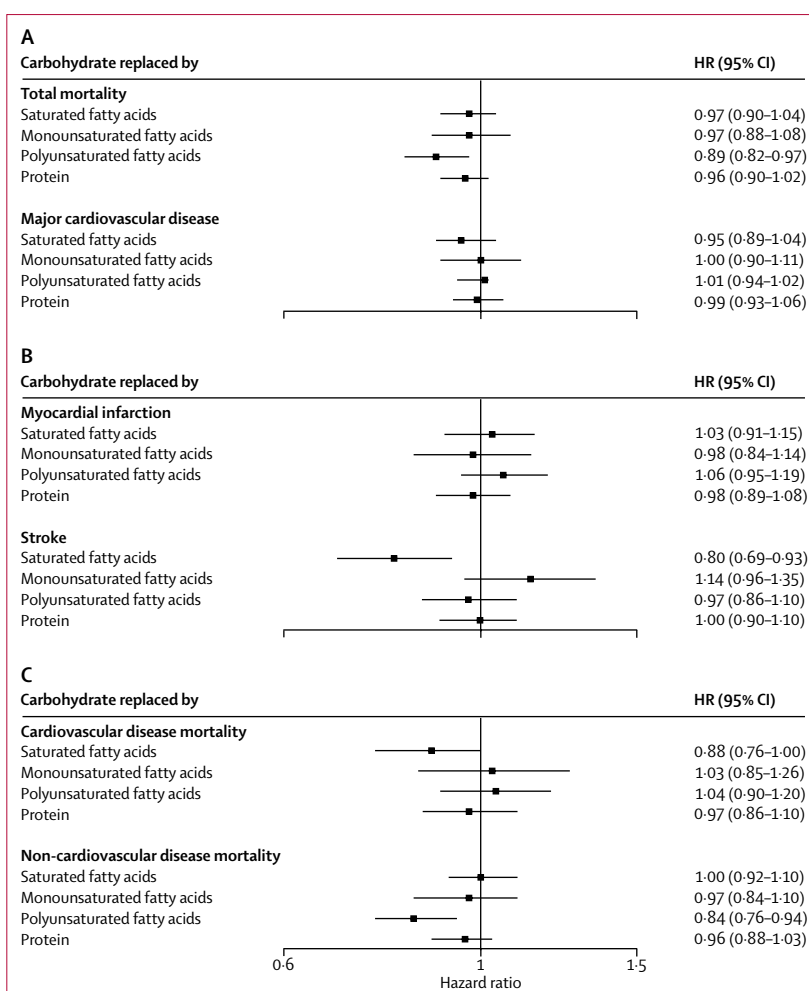 A
Carbohydrate replaced by HR (95% CI)
Total mortality
Saturated fatty acids 0·97 (0·90–1·04)
Monounsaturated fatty acids 0·97 (0·88–1·08)
Polyunsaturated fatty acids 0·89 (0·82–0·97)
Protein 0·96 (0·90–1·02)
Major cardiovascular disease
Saturated fatty acids 0·95 (0·89–1·04)
Monounsaturated fatty acids 1·00 (0·90–1·11)
Polyunsaturated fatty acids 1·01 (0·94–1·02)
Protein 0·99 (0·93–1·06)
B
Carbohydrate replaced by HR (95% CI)
Myocardial infarction
Saturated fatty acids 1·03 (0·91–1·15)
Monounsaturated fatty acids 0·98 (0·84–1·14)
Polyunsaturated fatty acids 1·06 (0·95–1·19)
Protein 0·98 (0·89–1·08)
Stroke
Saturated fatty acids 0·80 (0·69–0·93)
Monounsaturated fatty acids 1·14 (0·96–1·35)
Polyunsaturated fatty acids 0·97 (0·86–1·10)
Protein 1·00 (0·90–1·10)
C
Carbohydrate replaced by HR (95% CI)
Cardiovascular disease mortality
Saturated fatty acids 0·88 (0·76–1·00)
Monounsaturated fatty acids 1·03 (0·85–1·26)
Polyunsaturated fatty acids 1·04 (0·90–1·20)
Protein 0·97 (0·86–1·10)
Non-cardiovascular disease mortality
Saturated fatty acids 1·00 (0·92–1·10)
Monounsaturated fatty acids 0·97 (0·84–1·10)
Polyunsaturated fatty acids 0·84 (0·76–0·94)
Protein 0·96 (0·88–1·03)
0·6 1 1·5
Hazard ratio